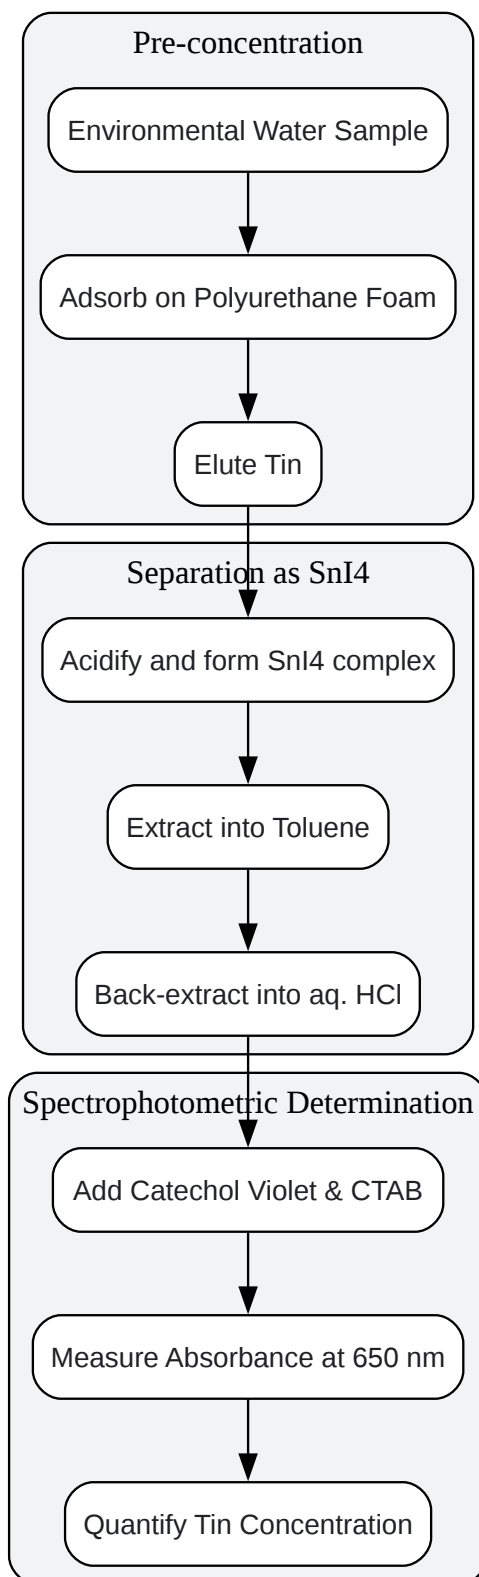 Pre-concentration
Environmental Water Sample
Adsorb on Polyurethane Foam
Elute Tin
Separation as SnI4
Acidify and form SnI4 complex
Extract into Toluene
Back-extract into aq. HCl
Spectrophotometric Determination
Add Catechol Violet & CTAB
Measure Absorbance at 650 nm
Quantify Tin Concentration